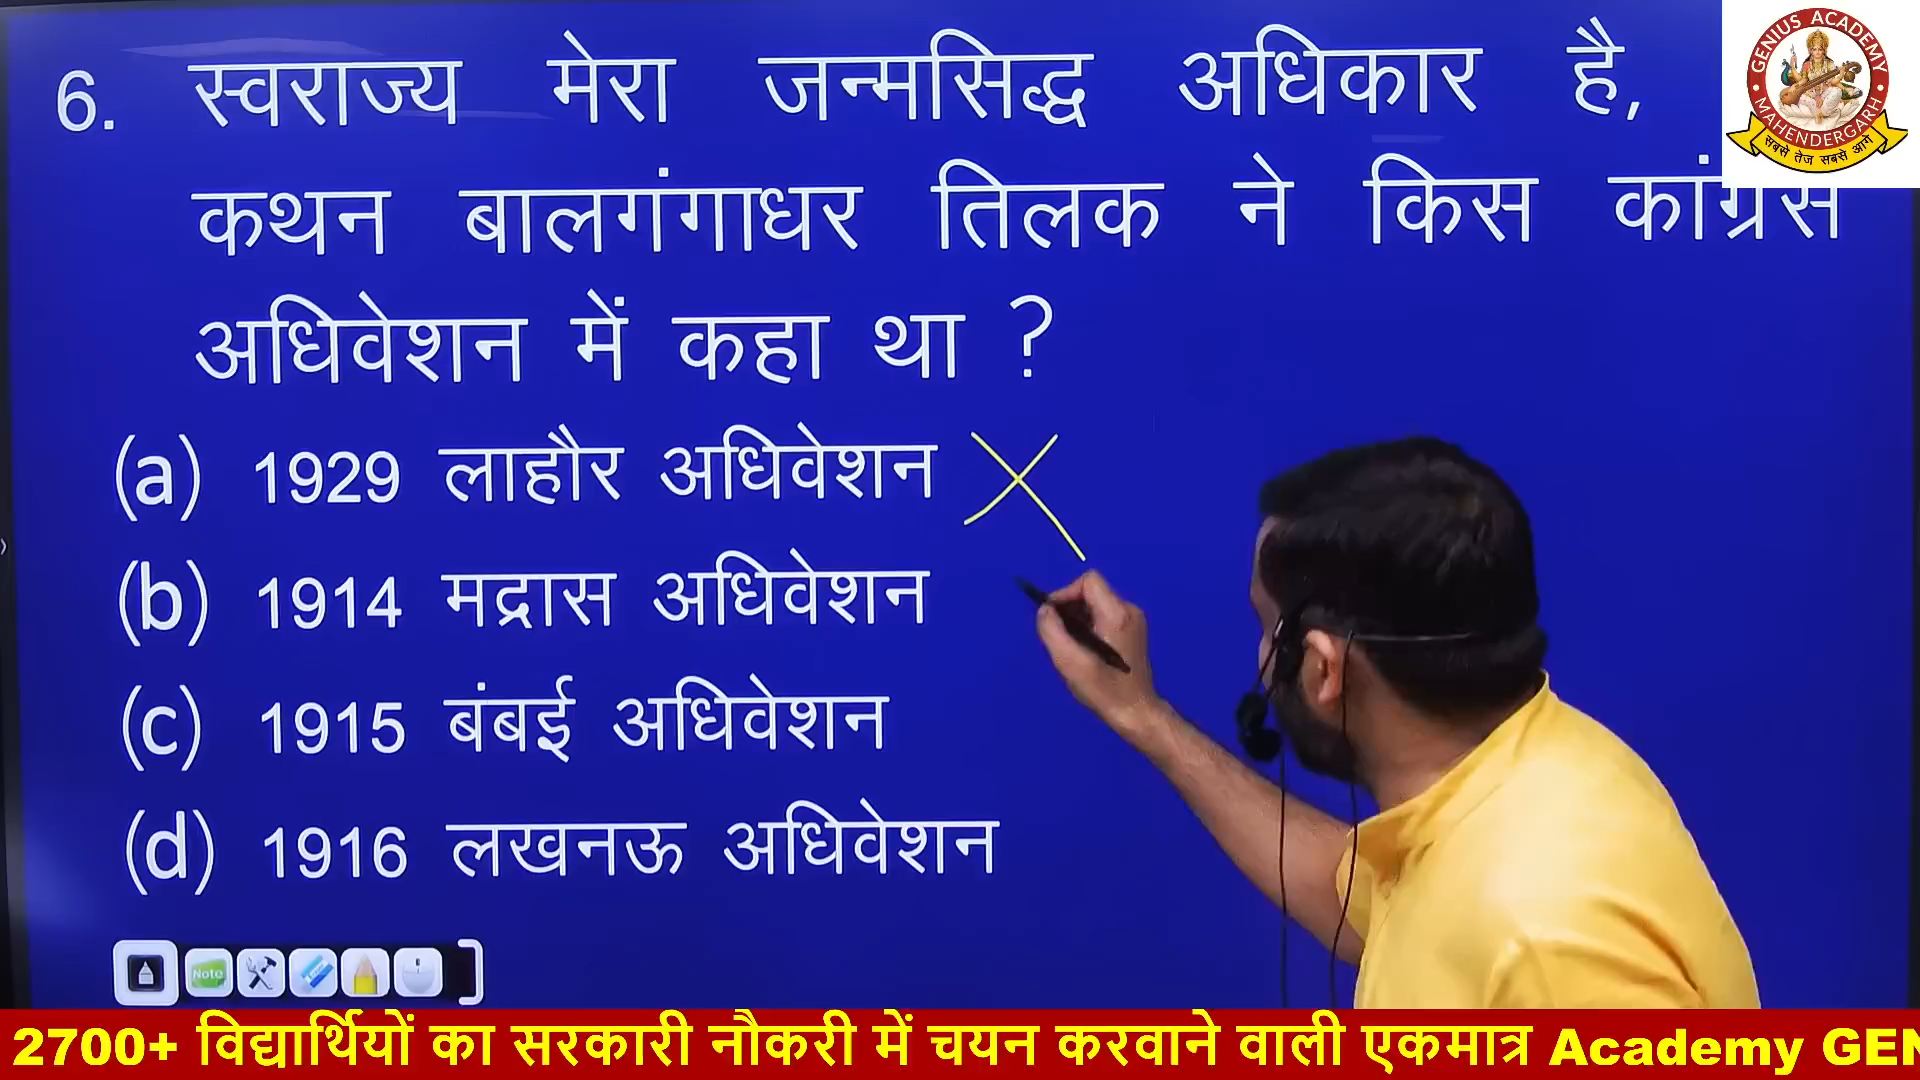 GENIUS ACADEMY
MAHENDERGARH
सबसे तेज सबसे आगे
6. स्वराज्य मेरा जन्मसिद्ध अधिकार है,
कथन बालगंगाधर तिलक ने किस कांग्रेस
अधिवेशन में कहा था ?
(a) 1929 लाहौर अधिवेशन
(b) 1914 मद्रास अधिवेशन
(c) 1915 बंबई अधिवेशन
(d) 1916 लखनऊ अधिवेशन
Note
2700+ विद्यार्थियों का सरकारी नौकरी में चयन करवाने वाली एकमात्र Academy GEN